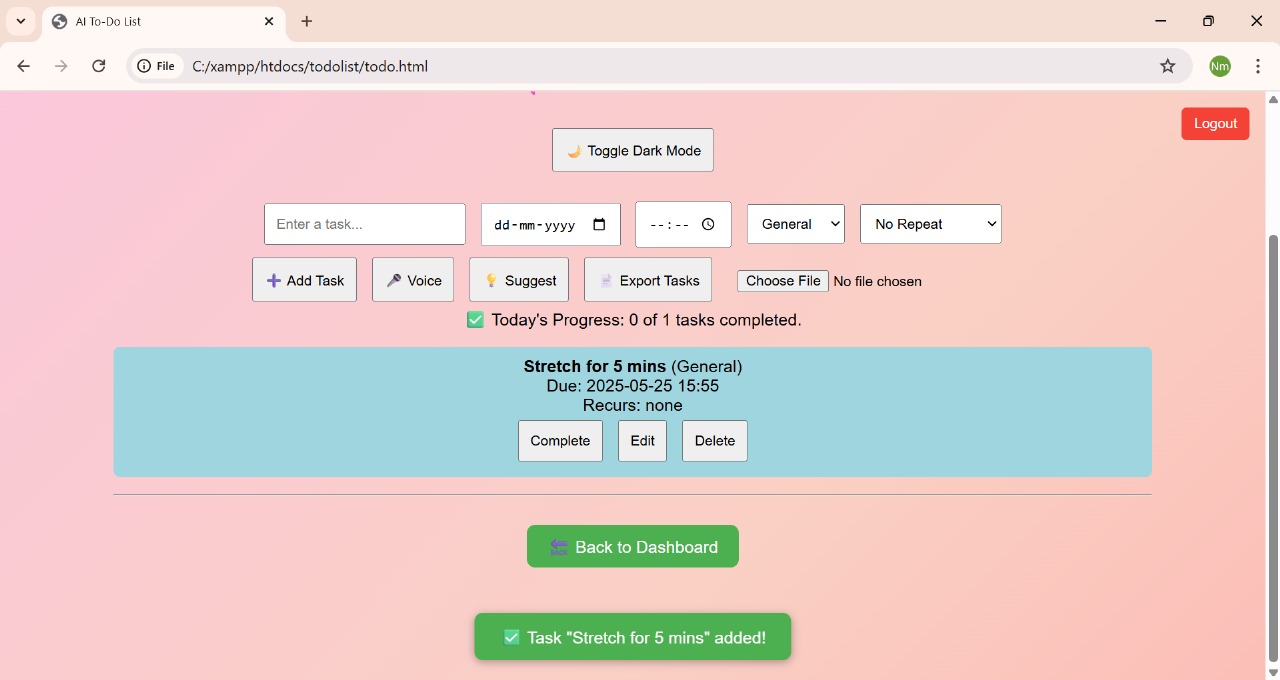 AI To-Do List
File C:/xampp/htdocs/todolist/todo.html Nm
Logout
🌙 Toggle Dark Mode
Enter a task... dd-mm-yyyy --:-- General No Repeat
➕ Add Task 🎤 Voice 💡 Suggest 📄 Export Tasks Choose File No file chosen
✅ Today's Progress: 0 of 1 tasks completed.
Stretch for 5 mins (General)
Due: 2025-05-25 15:55
Recurs: none
Complete Edit Delete
🔙 Back to Dashboard
✅ Task "Stretch for 5 mins" added!